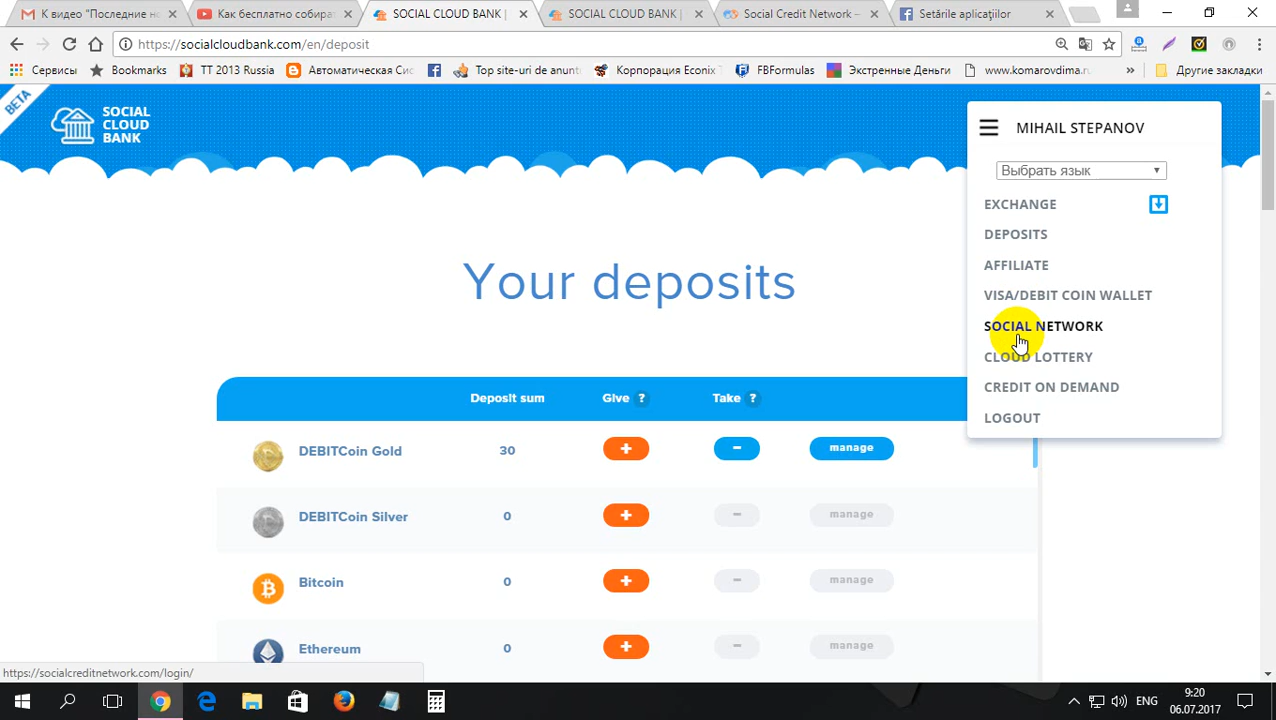 К видео "Последние но
Как бесплатно собират
SOCIAL CLOUD BANK |
SOCIAL CLOUD BANK |
Social Credit Network –
Setările aplicațiilor
https://socialcloudbank.com/en/deposit
Сервисы
Bookmarks
TT 2013 Russia
Автоматическая Сис
Top site-uri de anunt
Корпорация Econix
FBFormulas
Экстренные Деньги
www.komarovdima.ru
Другие закладки
BETA
SOCIAL
CLOUD
BANK
MIHAIL STEPANOV
Выбрать язык
EXCHANGE
DEPOSITS
AFFILIATE
VISA/DEBIT COIN WALLET
SOCIAL NETWORK
CLOUD LOTTERY
CREDIT ON DEMAND
LOGOUT
Your deposits
Deposit sum Give ? Take ?
DEBITCoin Gold 30 + − manage
DEBITCoin Silver 0 + − manage
Bitcoin 0 + − manage
Ethereum 0 + − manage
https://socialcreditnetwork.com/login/
ENG
9:20
06.07.2017